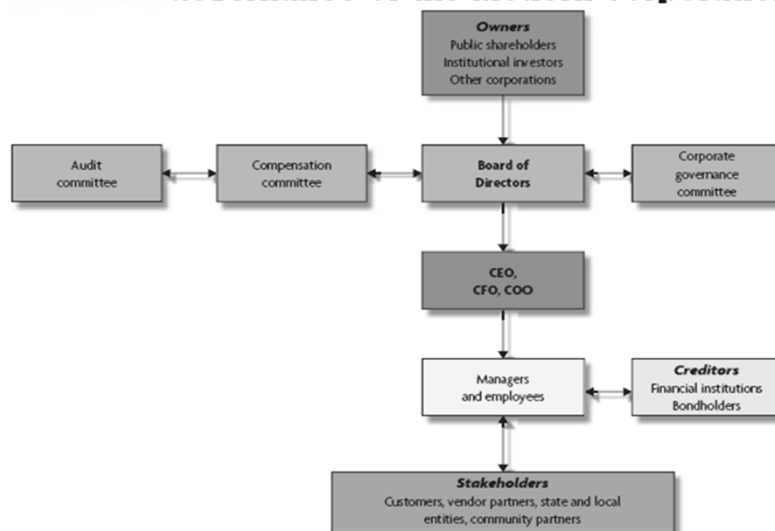 Owners
Public shareholders
Institutional investors
Other corporations
Audit
committee
Compensation
committee
Board of
Directors
Corporate
governance
committee
CEO,
CFO, COO
Managers
and employees
Creditors
Financial institutions
Bondholders
Stakeholders
Customers, vendor partners, state and local
entities, community partners